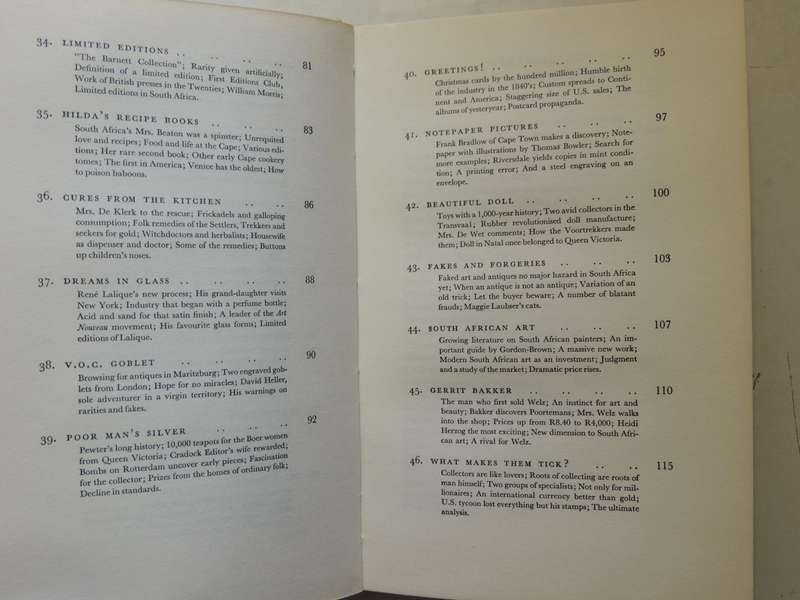 34. LIMITED EDITIONS .. .. .. .. 81
"The Barnett Collection"; Rarity given artificially;
Definition of a limited edition; First Editions Club,
Work of British presses in the Twenties; William Morris;
Limited editions in South Africa.
35. HILDA'S RECIPE BOOKS .. .. .. 83
South Africa's Mrs. Beaton was a spinster; Unrequited
love and recipes; Food and life at the Cape; Various edi-
tions; Her rare second book; Other early Cape cookery
tomes; The first in America; Venice has the oldest; How
to poison baboons.
36. CURES FROM THE KITCHEN .. .. 86
Mrs. De Klerk to the rescue; Frickadels and galloping
consumption; Folk remedies of the Settlers, Trekkers and
seekers for gold; Witchdoctors and herbalists; Housewife
as dispenser and doctor; Some of the remedies; Buttons
up children's noses.
37. DREAMS IN GLASS .. .. .. .. 88
René Lalique's new process; His grand-daughter visits
New York; Industry that began with a perfume bottle;
Acid and sand for that satin finish; A leader of the Art
Nouveau movement; His favourite glass forms; Limited
editions of Lalique.
38. V.O.C. GOBLET .. .. .. .. 90
Browsing for antiques in Maritzburg; Two engraved gob-
lets from London; Hope for no miracles; David Heller,
sole adventurer in a virgin territory; His warnings on
rarities and fakes.
39. POOR MAN'S SILVER .. .. .. 92
Pewter's long history; 10,000 teapots for the Boer women
from Queen Victoria; Cradock Editor's wife rewarded;
Bombs on Rotterdam uncover early pieces; Fascination
for the collector; Prizes from the homes of ordinary folk;
Decline in standards.
40. GREETINGS! .. .. .. .. 95
Christmas cards by the hundred million; Humble birth
of the industry in the 1840's; Custom spreads to Conti-
nent and America; Staggering size of U.S. sales; The
albums of yesteryear; Postcard propaganda.
41. NOTEPAPER PICTURES .. .. .. 97
Frank Bradlow of Cape Town makes a discovery; Note-
paper with illustrations by Thomas Bowler; Search for
more examples; Riversdale yields copies in mint condi-
tion; A printing error; And a steel engraving on an
envelope.
42. BEAUTIFUL DOLL .. .. .. .. 100
Toys with a 1,000-year history; Two avid collectors in the
Transvaal; Rubber revolutionised doll manufacture;
Mrs. De Wet comments; How the Voortrekkers made
them; Doll in Natal once belonged to Queen Victoria.
43. FAKES AND FORGERIES .. .. .. 103
Faked art and antiques no major hazard in South Africa
yet; When an antique is not an antique; Variation of an
old trick; Let the buyer beware; A number of blatant
frauds; Maggie Laubser's cats.
44. SOUTH AFRICAN ART .. .. .. 107
Growing literature on South African painters; An im-
portant guide by Gordon-Brown; A massive new work;
Modern South African art as an investment; Judgment
and a study of the market; Dramatic price rises.
45. GERRIT BAKKER .. .. .. .. 110
The man who first sold Welz; An instinct for art and
beauty; Bakker discovers Poortemans; Mrs. Welz walks
into the shop; Prices up from R8.40 to R4,000; Heidi
Herzog the most exciting; New dimension to South Afri-
can art; A rival for Welz.
46. WHAT MAKES THEM TICK? .. .. 115
Collectors are like lovers; Roots of collecting are roots of
man himself; Two groups of specialists; Not only for mil-
lionaires; An international currency better than gold;
U.S. tycoon lost everything but his stamps; The ultimate
analysis.